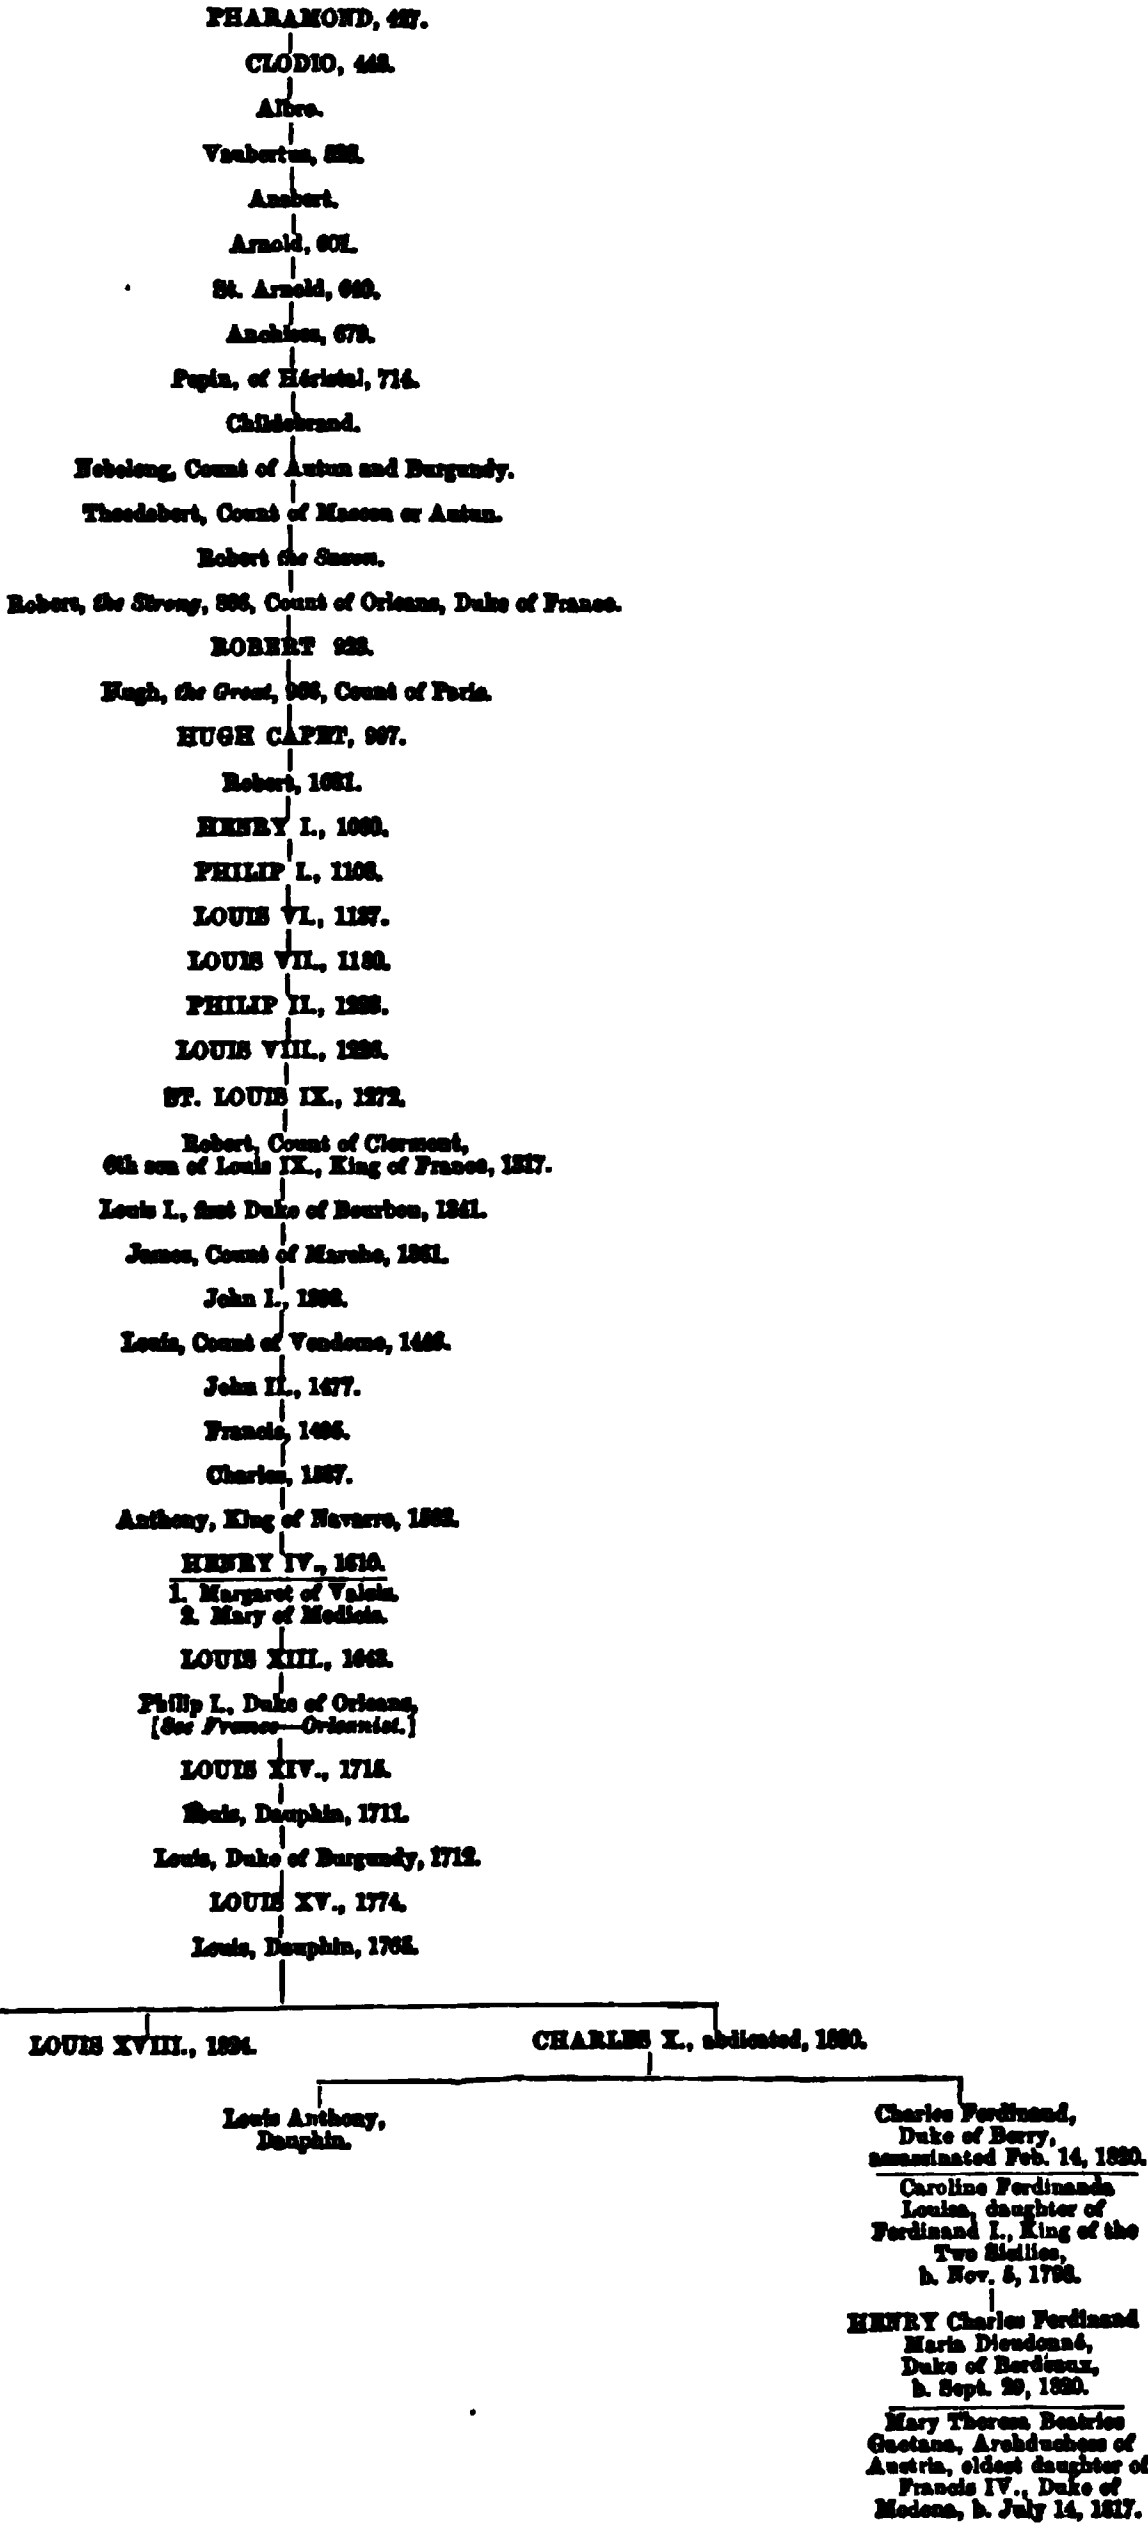 PHARAMOND, 427.
CLODIO, 448.
Albro.
Vaubertus, 528.
Ansbert.
Arnold, 601.
St. Arnold, 640.
Anchises, 679.
Pepin, of Héristal, 714.
Childebrand.
Nebelong, Count of Autun and Burgundy.
Theodobert, Count of Mascon or Autun.
Robert the Saxon.
Robert, the Strong, 866, Count of Orleans, Duke of France.
ROBERT 923.
Hugh, the Great, 956, Count of Paris.
HUGH CAPET, 997.
Robert, 1031.
HENRY I., 1060.
PHILIP I., 1108.
LOUIS VI., 1137.
LOUIS VII., 1180.
PHILIP II., 1223.
LOUIS VIII., 1226.
ST. LOUIS IX., 1272.
Robert, Count of Clermont,
6th son of Louis IX., King of France, 1317.
Louis I., first Duke of Bourbon, 1341.
James, Count of Marche, 1361.
John I., 1393.
Louis, Count of Vendome, 1446.
John II., 1477.
Francis, 1495.
Charles, 1537.
Anthony, King of Navarre, 1562.
HENRY IV., 1610.
1. Margaret of Valois.
2. Mary of Medicis.
LOUIS XIII., 1643.
Philip I., Duke of Orleans,
[See France—Orleanist.]
LOUIS XIV., 1715.
Louis, Dauphin, 1711.
Louis, Duke of Burgundy, 1712.
LOUIS XV., 1774.
Louis, Dauphin, 1765.
LOUIS XVIII., 1824.
CHARLES X., abdicated, 1830.
Louis Anthony,
Dauphin.
Charles Ferdinand,
Duke of Berry,
assassinated Feb. 14, 1820.
Caroline Ferdinanda
Louisa, daughter of
Ferdinand I., King of the
Two Sicilies,
b. Nov. 5, 1798.
HENRY Charles Ferdinand
Maria Dieudonné,
Duke of Bordeaux,
b. Sept. 29, 1820.
Mary Theresa Beatrice
Gaetana, Archduchess of
Austria, eldest daughter of
Francis IV., Duke of
Modena, b. July 14, 1817.